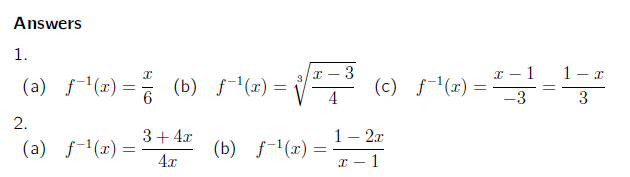 Answers
1.
(a) f⁻¹(x) = x/6 (b) f⁻¹(x) = ∛((x − 3)/4) (c) f⁻¹(x) = (x − 1)/(−3) = (1 − x)/3
2.
(a) f⁻¹(x) = (3 + 4x)/(4x) (b) f⁻¹(x) = (1 − 2x)/(x − 1)